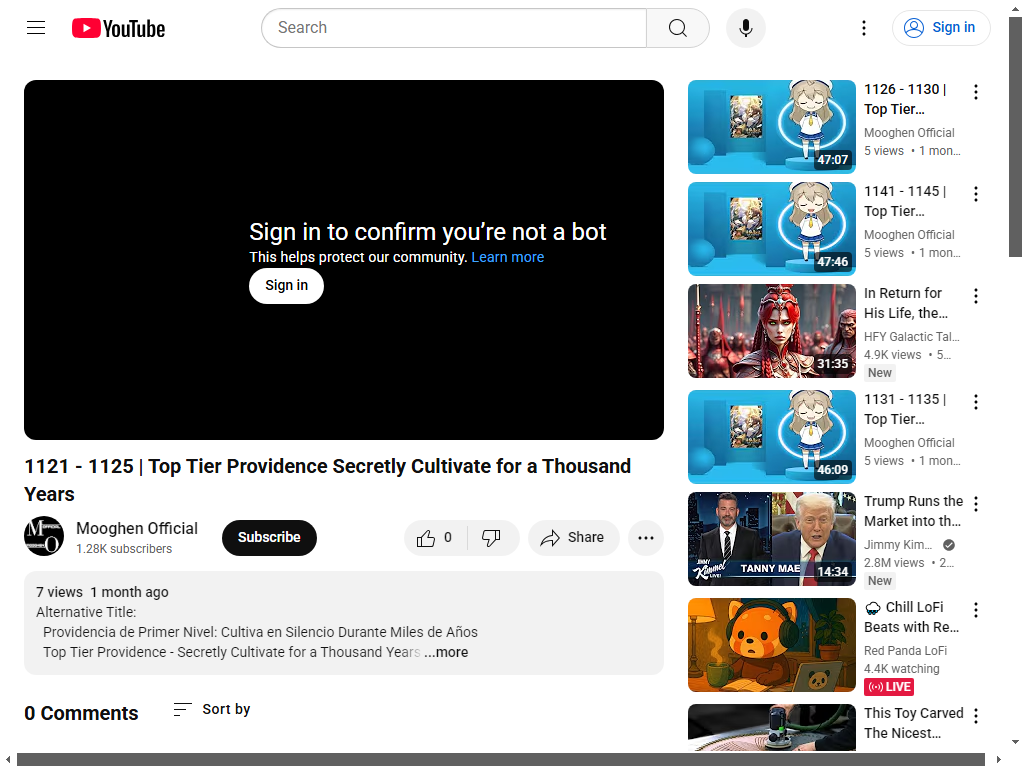 YouTube
Search
Sign in
Sign in to confirm you’re not a bot
This helps protect our community. Learn more
Sign in
1121 - 1125 | Top Tier Providence Secretly Cultivate for a Thousand
Years
Mooghen Official
1.28K subscribers
Subscribe
0
Share
7 views 1 month ago
Alternative Title:
Providencia de Primer Nivel: Cultiva en Silencio Durante Miles de Años
Top Tier Providence - Secretly Cultivate for a Thousand Years ...more
0 Comments
Sort by
47:07
1126 - 1130 |
Top Tier...
Mooghen Official
5 views • 1 mon...
47:46
1141 - 1145 |
Top Tier...
Mooghen Official
5 views • 1 mon...
31:35
In Return for
His Life, the...
HFY Galactic Tal...
4.9K views • 5...
New
46:09
1131 - 1135 |
Top Tier...
Mooghen Official
5 views • 1 mon...
JIMMY
Kimmel
LIVE!
TANNY MAE
14:34
Trump Runs the
Market into th...
Jimmy Kim...
2.8M views • 2...
New
Chill LoFi
Beats with Re...
Red Panda LoFi
4.4K watching
LIVE
This Toy Carved
The Nicest...